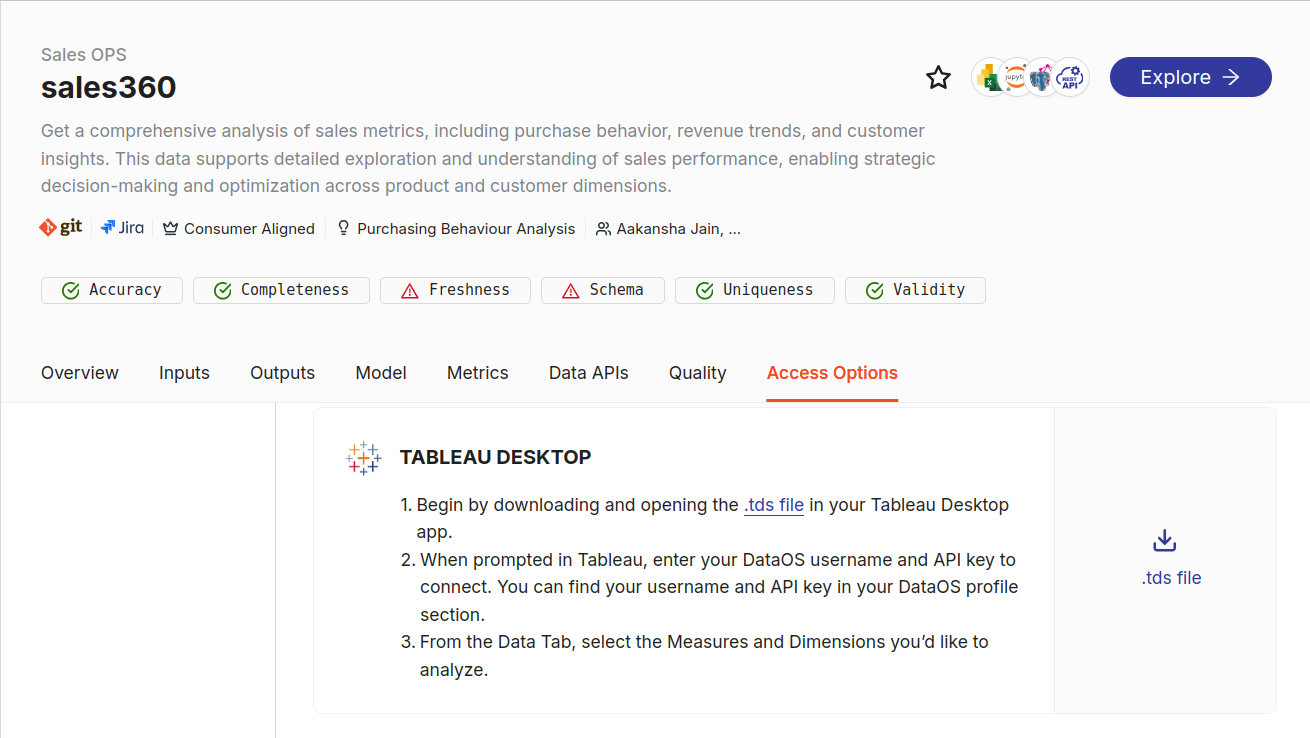 Sales OPS
sales360
Explore
Get a comprehensive analysis of sales metrics, including purchase behavior, revenue trends, and customer
insights. This data supports detailed exploration and understanding of sales performance, enabling strategic
decision-making and optimization across product and customer dimensions.
git Jira Consumer Aligned Purchasing Behaviour Analysis Aakansha Jain, ...
Accuracy Completeness Freshness Schema Uniqueness Validity
Overview Inputs Outputs Model Metrics Data APIs Quality Access Options
TABLEAU DESKTOP
1. Begin by downloading and opening the .tds file in your Tableau Desktop
app.
2. When prompted in Tableau, enter your DataOS username and API key to
connect. You can find your username and API key in your DataOS profile
section.
3. From the Data Tab, select the Measures and Dimensions you’d like to
analyze.
.tds file
X
jupyt
REST
API